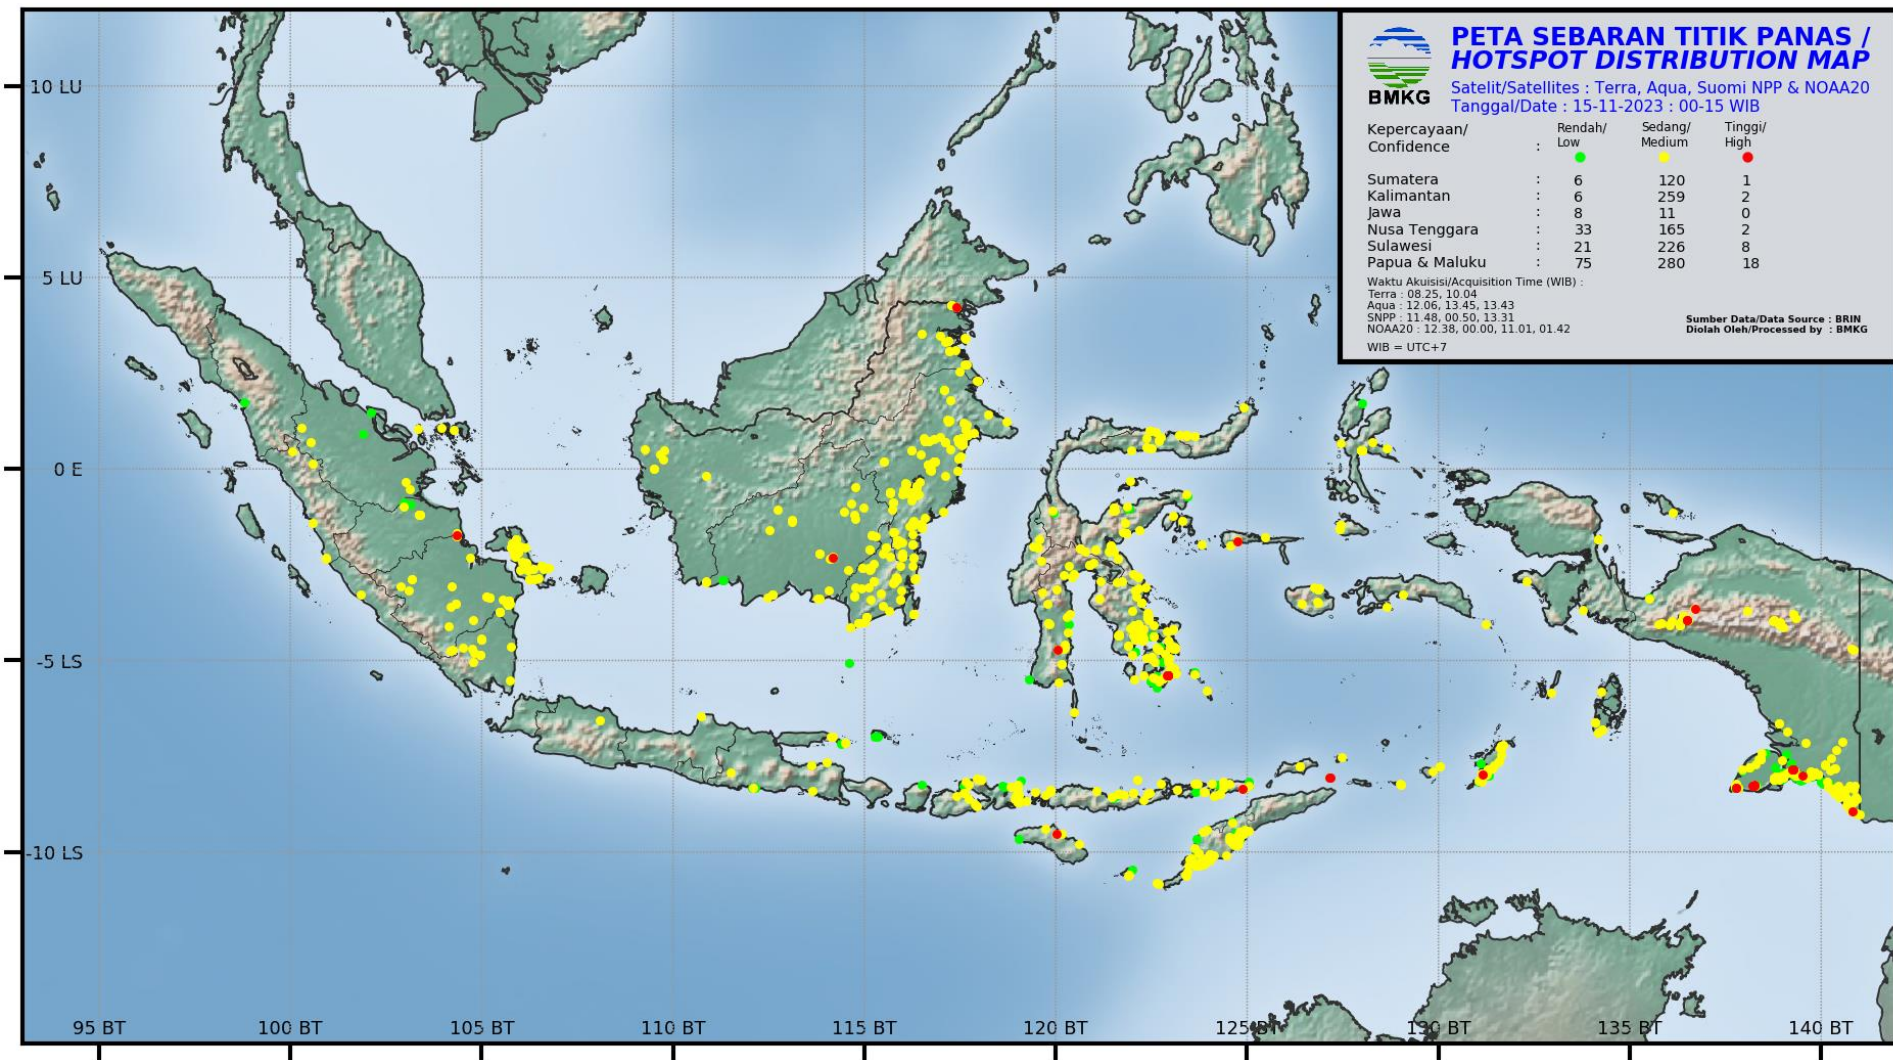 PETA SEBARAN TITIK PANAS /
HOTSPOT DISTRIBUTION MAP
BMKG
Satelit/Satellites : Terra, Aqua, Suomi NPP & NOAA20
Tanggal/Date : 15-11-2023 : 00-15 WIB
Kepercayaan/ Rendah/ Sedang/ Tinggi/
Confidence : Low Medium High
Sumatera : 6 120 1
Kalimantan : 6 259 2
Jawa : 8 11 0
Nusa Tenggara : 33 165 2
Sulawesi : 21 226 8
Papua & Maluku : 75 280 18
Waktu Akuisisi/Acquisition Time (WIB) :
Terra : 08.25, 10.04
Aqua : 12.06, 13.45, 13.43
SNPP : 11.48, 00.50, 13.31
NOAA20 : 12.38, 00.00, 11.01, 01.42
WIB = UTC+7
Sumber Data/Data Source : BRIN
Diolah Oleh/Processed by : BMKG
10 LU
5 LU
0 E
-5 LS
-10 LS
95 BT 100 BT 105 BT 110 BT 115 BT 120 BT 125 BT 130 BT 135 BT 140 BT